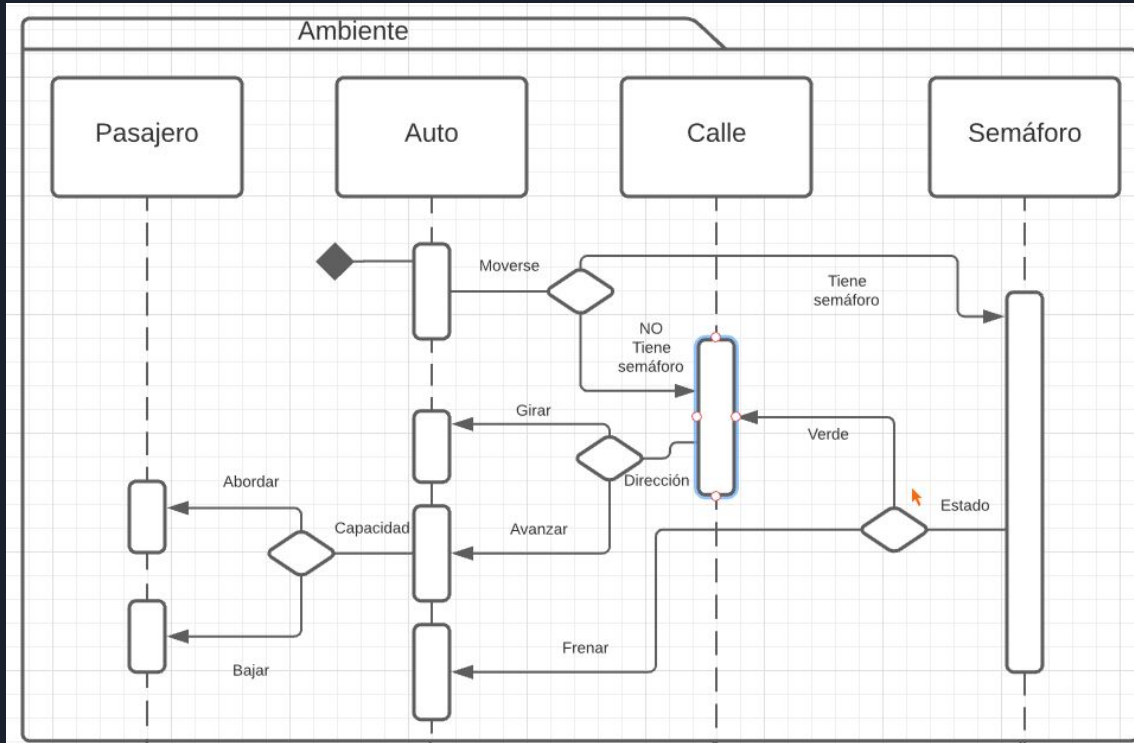 Ambiente
Pasajero
Auto
Calle
Semáforo
Moverse
Tiene
semáforo
NO
Tiene
semáforo
Girar
Verde
Dirección
Abordar
Estado
Capacidad
Avanzar
Frenar
Bajar